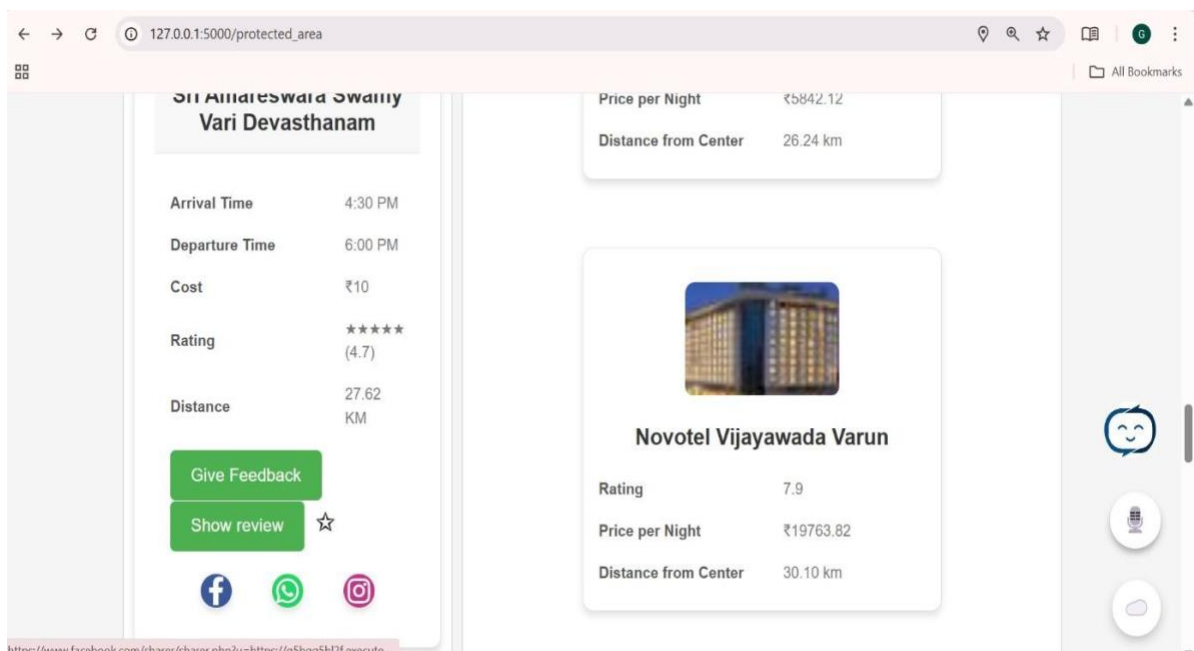 127.0.0.1:5000/protected_area
G
All Bookmarks
Sri Amareswara Swamy
Vari Devasthanam
Arrival Time 4:30 PM
Departure Time 6:00 PM
Cost ₹10
Rating ★★★★★
(4.7)
Distance 27.62
KM
Give Feedback
Show review
Price per Night ₹5842.12
Distance from Center 26.24 km
Novotel Vijayawada Varun
Rating 7.9
Price per Night ₹19763.82
Distance from Center 30.10 km